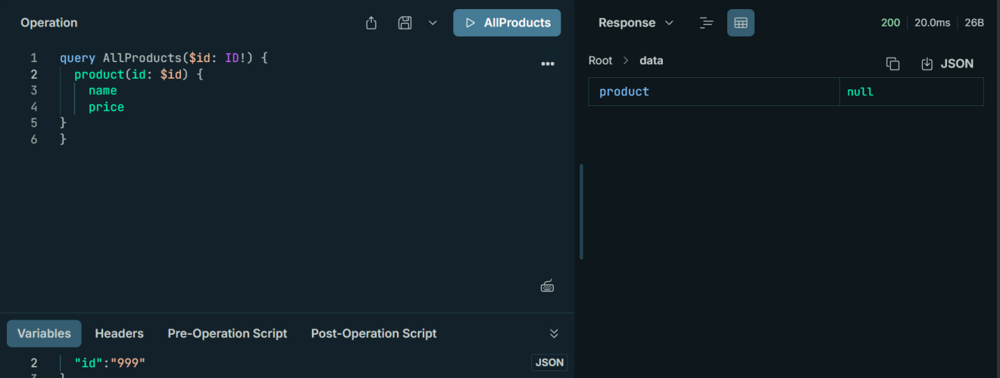 Operation
AllProducts
1 query AllProducts($id: ID!) {
2 product(id: $id) {
3 name
4 price
5 }
6 }
Variables Headers Pre-Operation Script Post-Operation Script
2 "id":"999"
JSON
3 }
Response
200 20.0ms 26B
Root > data
JSON
product null